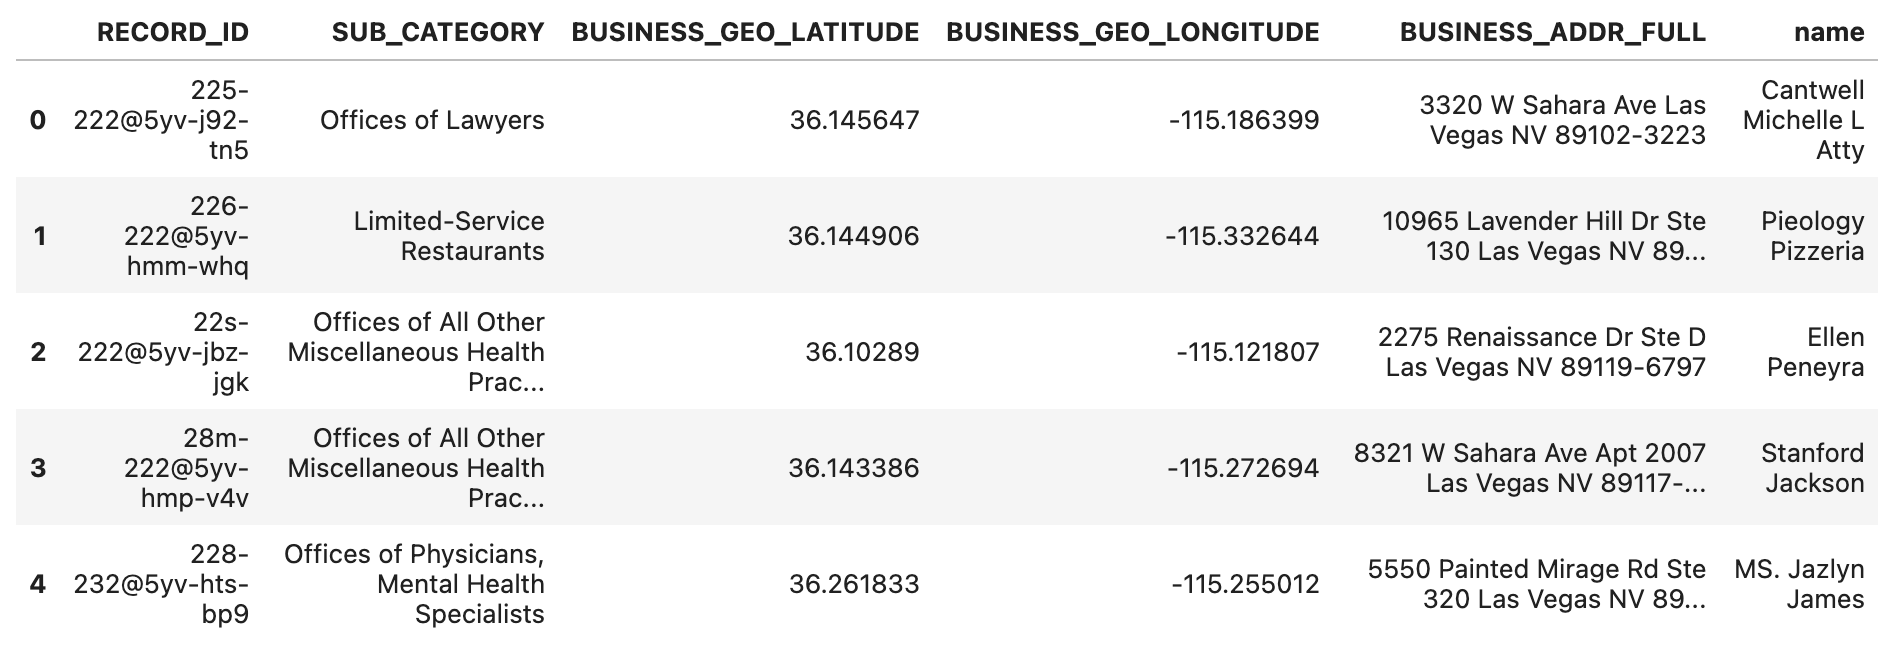 RECORD_ID SUB_CATEGORY BUSINESS_GEO_LATITUDE BUSINESS_GEO_LONGITUDE BUSINESS_ADDR_FULL name
0 225-222@5yv-j92-tn5 Offices of Lawyers 36.145647 -115.186399 3320 W Sahara Ave Las Vegas NV 89102-3223 Cantwell Michelle L Atty
1 226-222@5yv-hmm-whq Limited-Service Restaurants 36.144906 -115.332644 10965 Lavender Hill Dr Ste 130 Las Vegas NV 89... Pieology Pizzeria
2 22s-222@5yv-jbz-jgk Offices of All Other Miscellaneous Health Prac... 36.10289 -115.121807 2275 Renaissance Dr Ste D Las Vegas NV 89119-6797 Ellen Peneyra
3 28m-222@5yv-hmp-v4v Offices of All Other Miscellaneous Health Prac... 36.143386 -115.272694 8321 W Sahara Ave Apt 2007 Las Vegas NV 89117-... Stanford Jackson
4 228-232@5yv-hts-bp9 Offices of Physicians, Mental Health Specialists 36.261833 -115.255012 5550 Painted Mirage Rd Ste 320 Las Vegas NV 89... MS. Jazlyn James